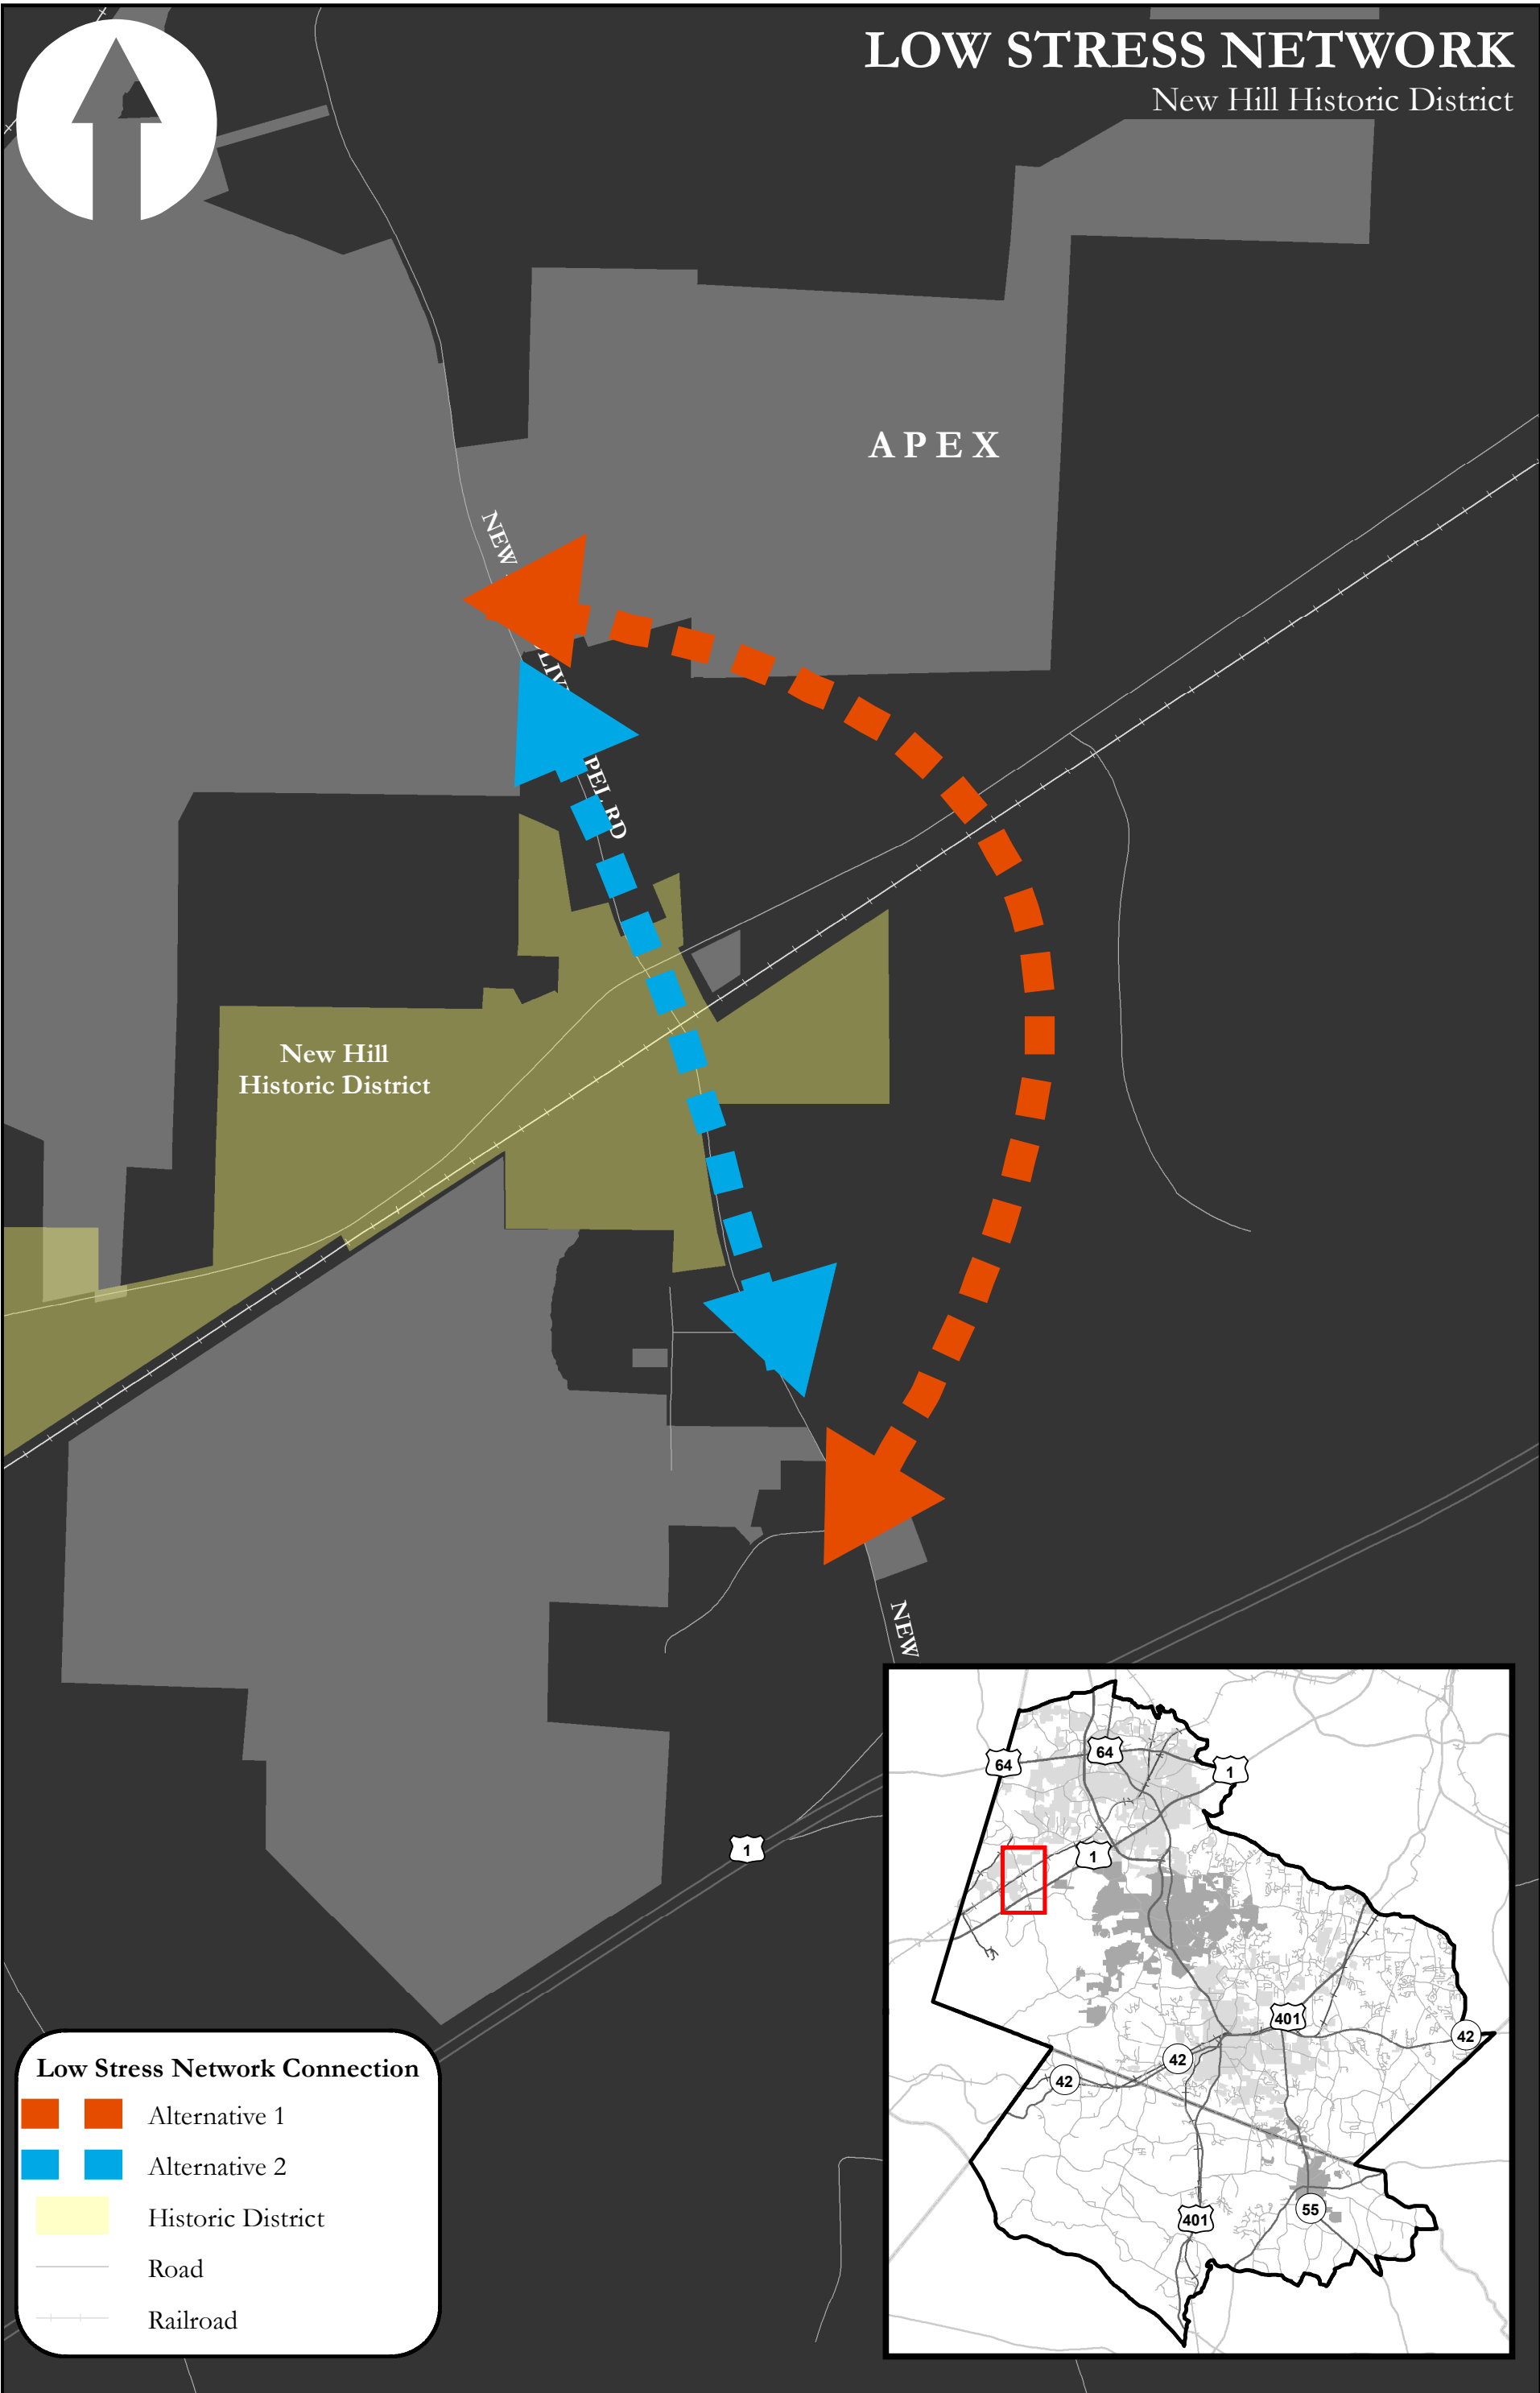 LOW STRESS NETWORK
New Hill Historic District
APEX
NEW
PEL RD
New Hill
Historic District
NEW
1
64
64
1
1
401
42
42
42
401
55
Low Stress Network Connection
Alternative 1
Alternative 2
Historic District
Road
Railroad